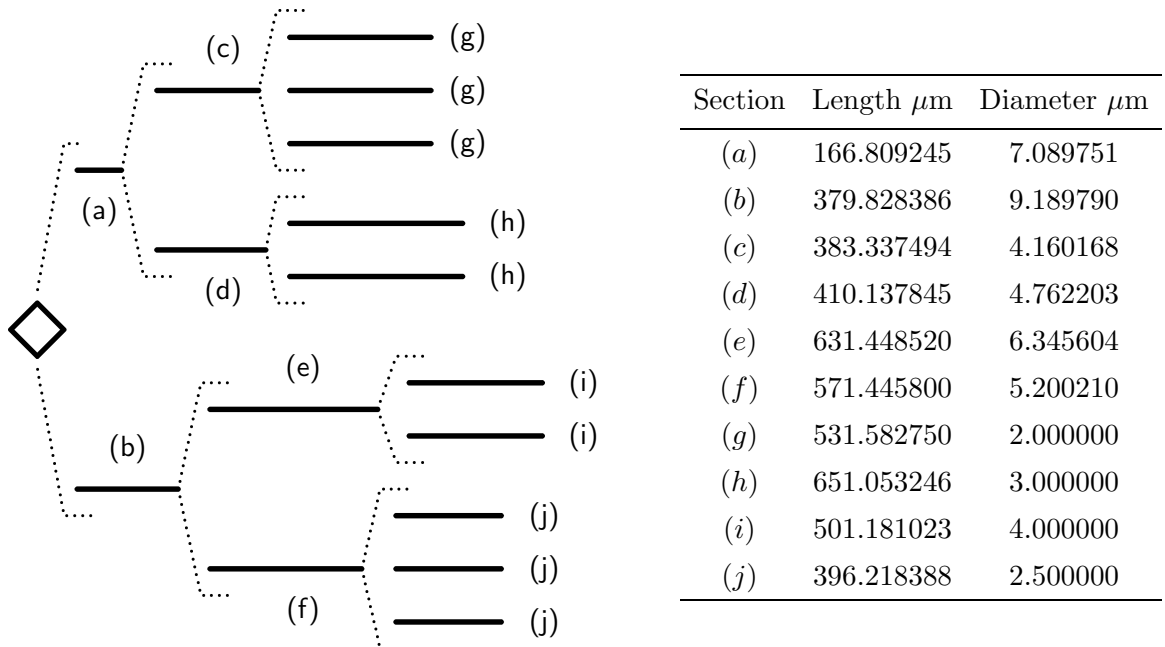 (c)
(g)
(g)
(g)
(a)
(h)
(d)
(h)
(e)
(i)
(b)
(i)
(j)
(j)
(f)
(j)
Section Length μm Diameter μm
(a) 166.809245 7.089751
(b) 379.828386 9.189790
(c) 383.337494 4.160168
(d) 410.137845 4.762203
(e) 631.448520 6.345604
(f) 571.445800 5.200210
(g) 531.582750 2.000000
(h) 651.053246 3.000000
(i) 501.181023 4.000000
(j) 396.218388 2.500000